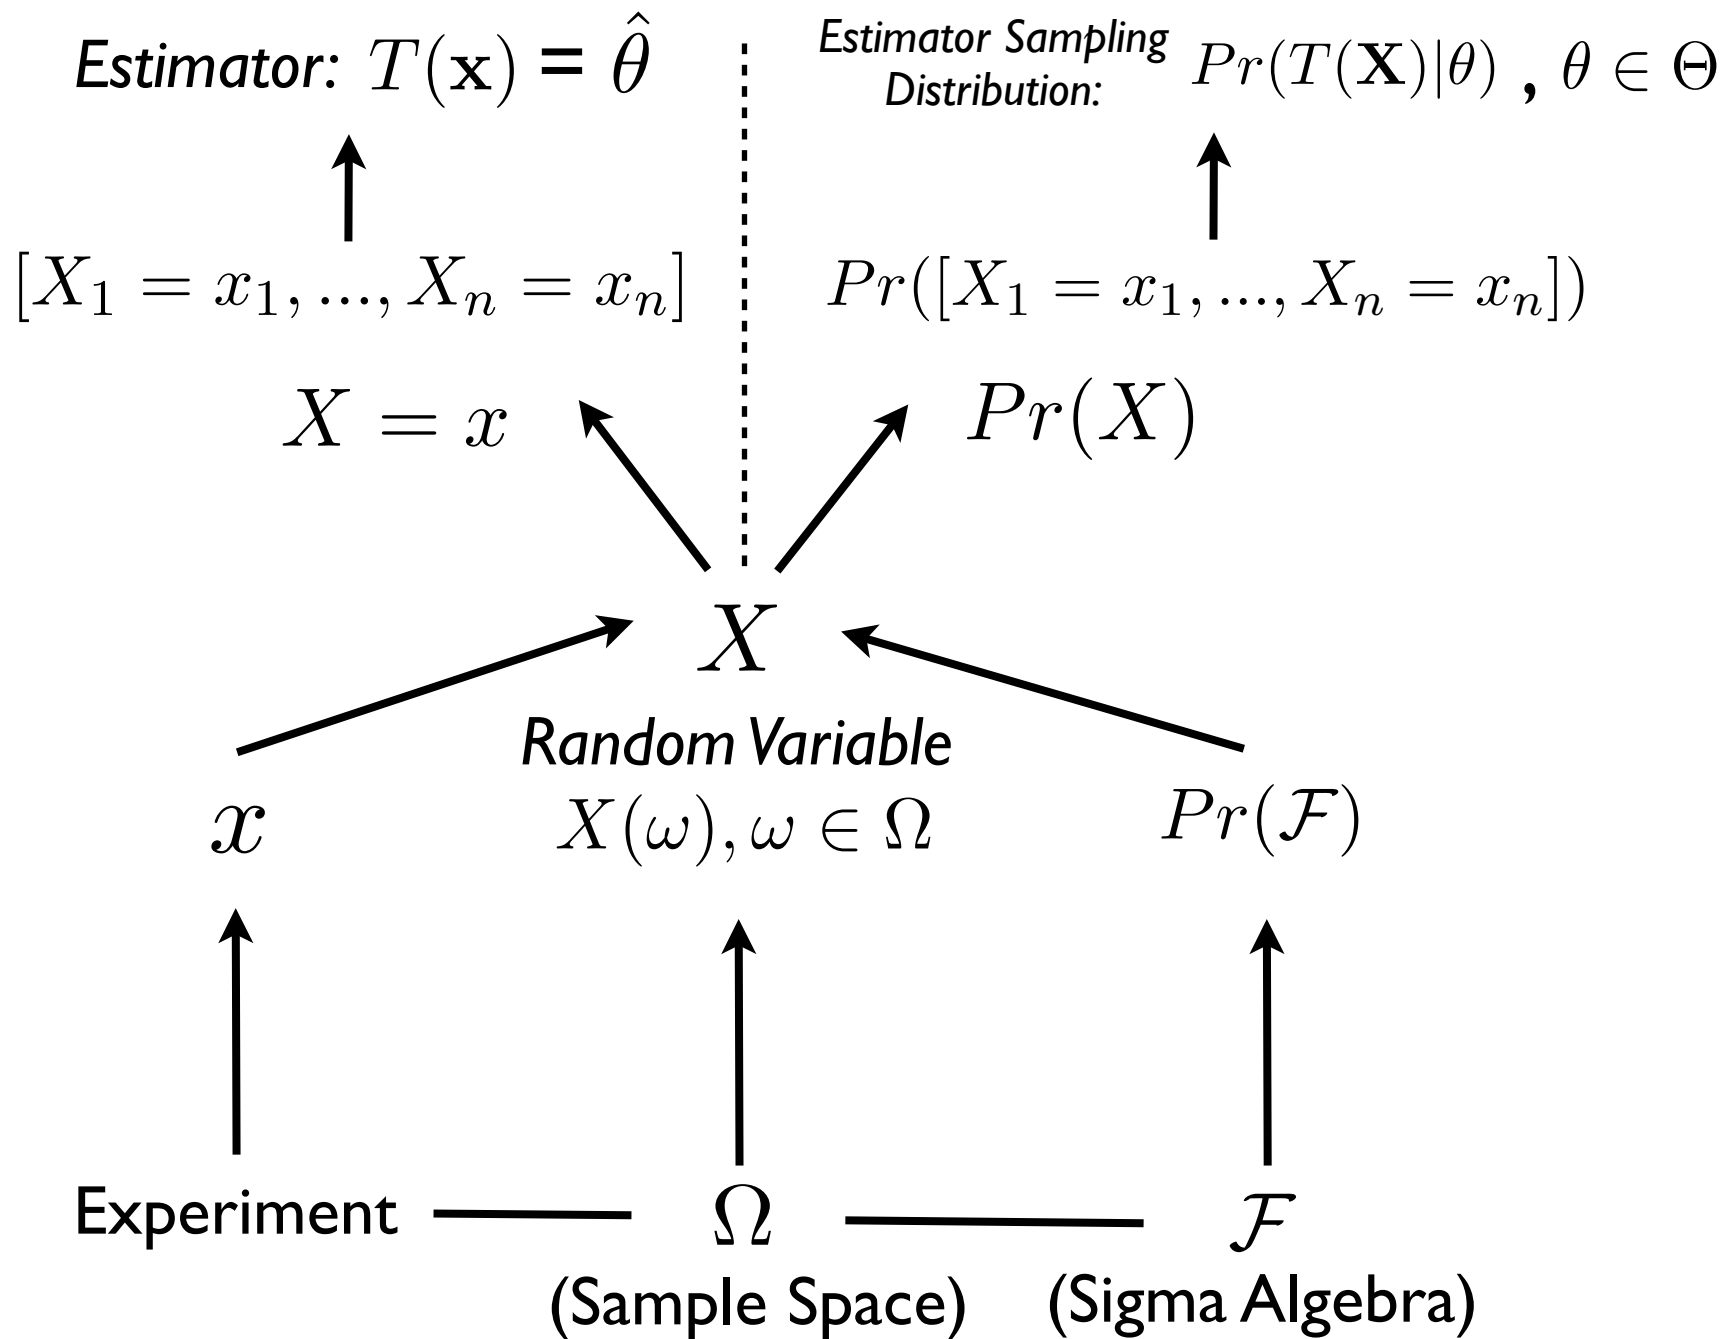 Estimator: T(𝐱) = θ̂
Estimator Sampling
Distribution:
Pr(T(𝐗)|θ) , θ ∈ Θ
[X₁ = x₁, ..., Xₙ = xₙ]
Pr([X₁ = x₁, ..., Xₙ = xₙ])
X = x
Pr(X)
X
Random Variable
x
X(ω), ω ∈ Ω
Pr(ℱ)
Experiment
Ω
ℱ
(Sample Space)
(Sigma Algebra)